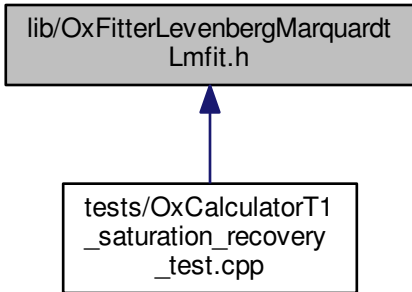 lib/OxFitterLevenbergMarquardt
Lmfit.h
tests/OxCalculatorT1
_saturation_recovery
_test.cpp